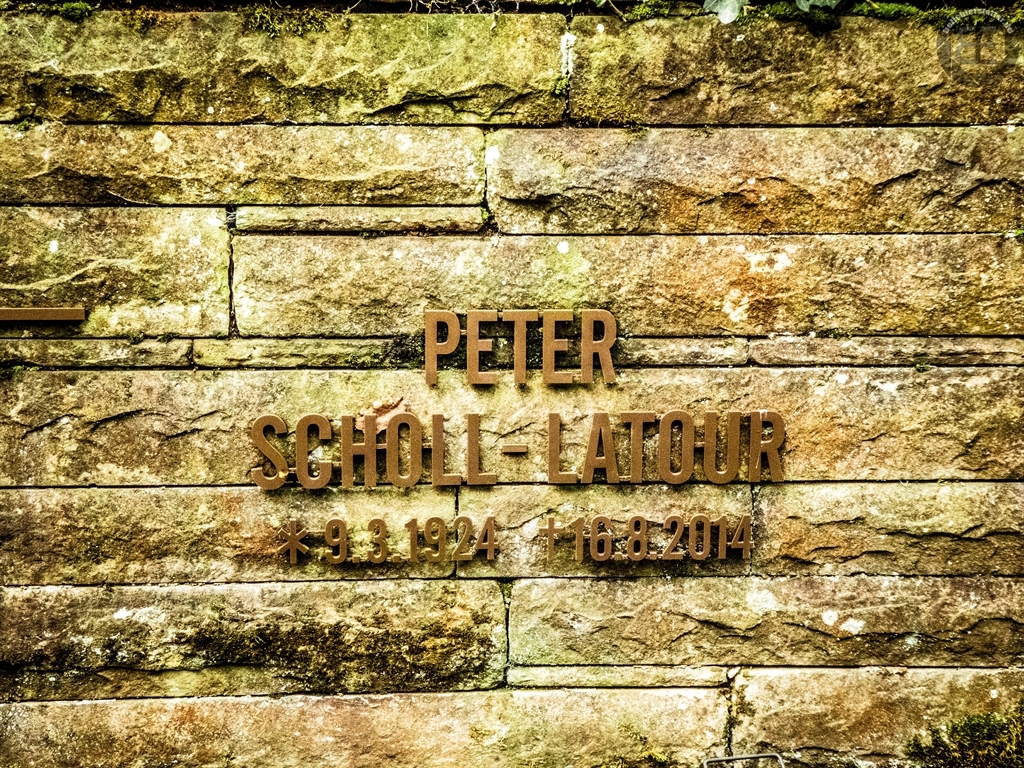 PETER
SCHOLL-LATOUR
* 9.3.1924 †16.8.2014